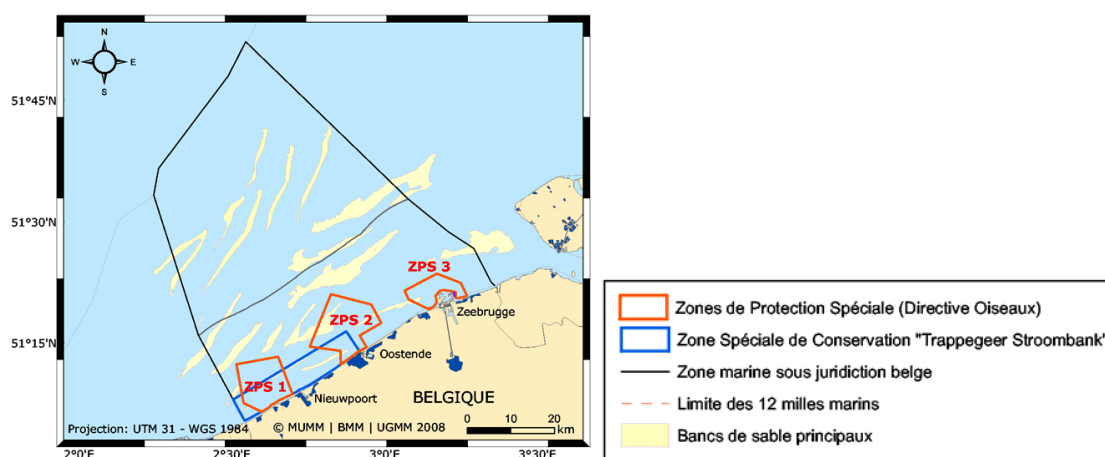 N
W E
S
51°45'
51°30'
51°15'
ZPS 3
Zeebrugge
ZPS 2
Oostende
ZPS 1
Nieuwpoort
BELGIQUE
0 10 20
km
Projection: UTM 31 - WGS 1984
© MUMM | BMM | UGMM 2008
2°0'E 2°30'E 3°0'E 3°30'E
Zones de Protection Spéciale (Directive Oiseaux)
Zone Spéciale de Conservation "Trappegeer Stroombank"
Zone marine sous juridiction belge
Limite des 12 milles marins
Bancs de sable principaux